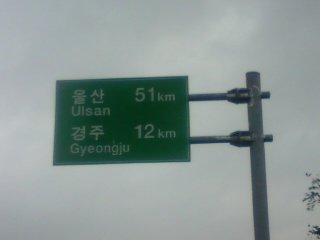 울산 51km
Ulsan
경주 12km
Gyeongju